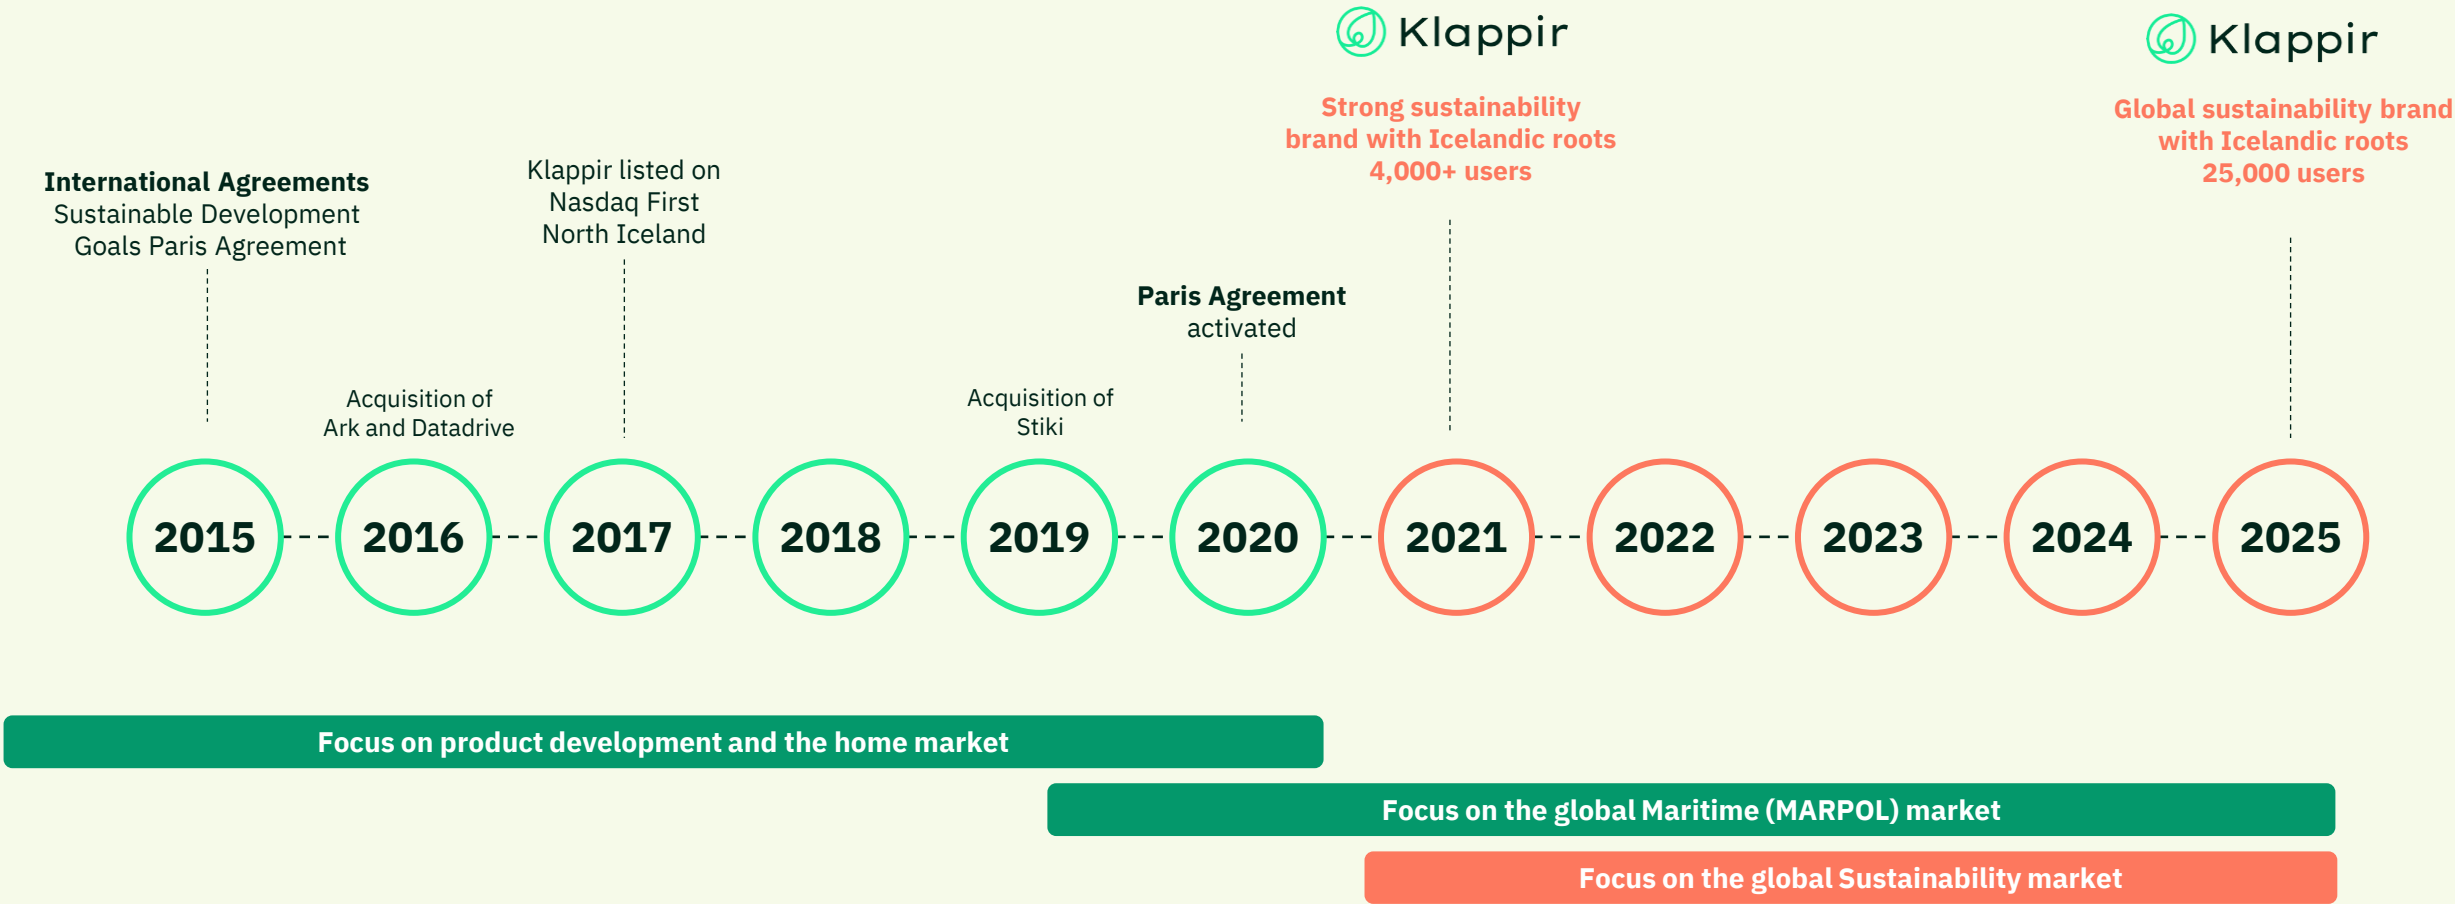 Klappir
Strong sustainability
brand with Icelandic roots
4,000+ users
Klappir
Global sustainability brand
with Icelandic roots
25,000 users
International Agreements
Sustainable Development
Goals Paris Agreement
Klappir listed on
Nasdaq First
North Iceland
Paris Agreement
activated
Acquisition of
Ark and Datadrive
Acquisition of
Stiki
2015
2016
2017
2018
2019
2020
2021
2022
2023
2024
2025
Focus on product development and the home market
Focus on the global Maritime (MARPOL) market
Focus on the global Sustainability market